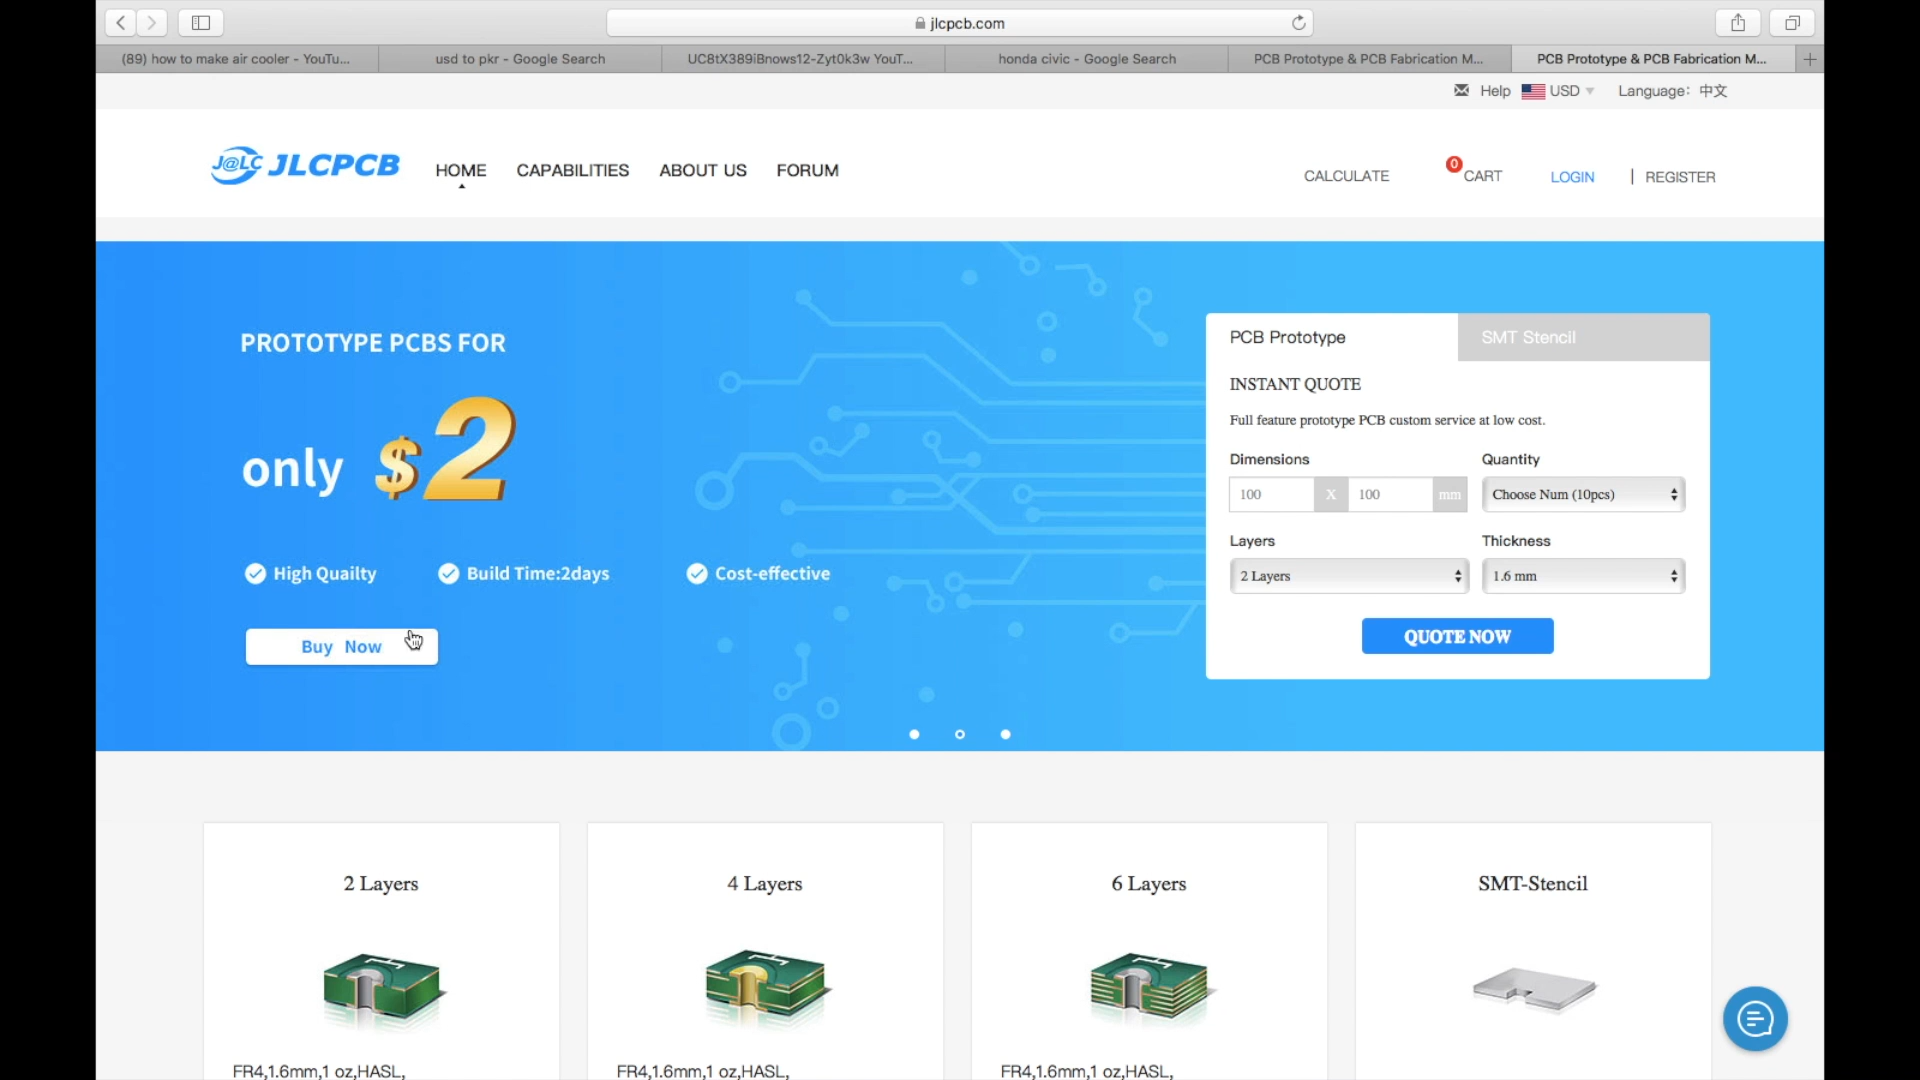 jlcpcb.com
(89) how to make air cooler - YouTu...
usd to pkr - Google Search
UC8tX389iBnows12-Zyt0k3w YouT...
honda civic - Google Search
PCB Prototype & PCB Fabrication M...
PCB Prototype & PCB Fabrication M...
Help
USD
Language: 中文
J@LC JLCPCB
HOME
CAPABILITIES
ABOUT US
FORUM
CALCULATE
0
CART
LOGIN
| REGISTER
PROTOTYPE PCBS FOR
only $2
High Quailty
Build Time:2days
Cost-effective
Buy Now
PCB Prototype
SMT Stencil
INSTANT QUOTE
Full feature prototype PCB custom service at low cost.
Dimensions
Quantity
100 X 100 mm
Choose Num (10pcs)
Layers
Thickness
2 Layers
1.6 mm
QUOTE NOW
2 Layers
4 Layers
6 Layers
SMT-Stencil
FR4,1.6mm,1 oz,HASL,
FR4,1.6mm,1 oz,HASL,
FR4,1.6mm,1 oz,HASL,